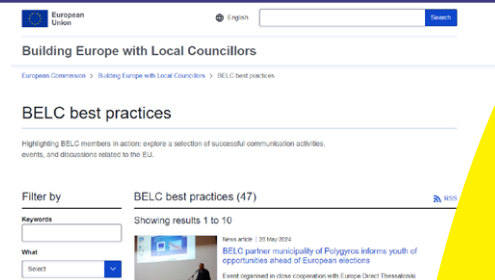 European
Union
English
Search
Building Europe with Local Councillors
European Commission > Building Europe with Local Councillors > BELC best practices
BELC best practices
Highlighting BELC members in action: explore a selection of successful communication activities,
events, and discussions related to the EU.
Filter by
BELC best practices (47)
RSS
Keywords
Showing results 1 to 10
What
Select
News article | 28 May 2024
BELC partner municipality of Polygyros informs youth of
opportunities ahead of European elections
Event organised in close cooperation with Europe Direct Thessaloniki